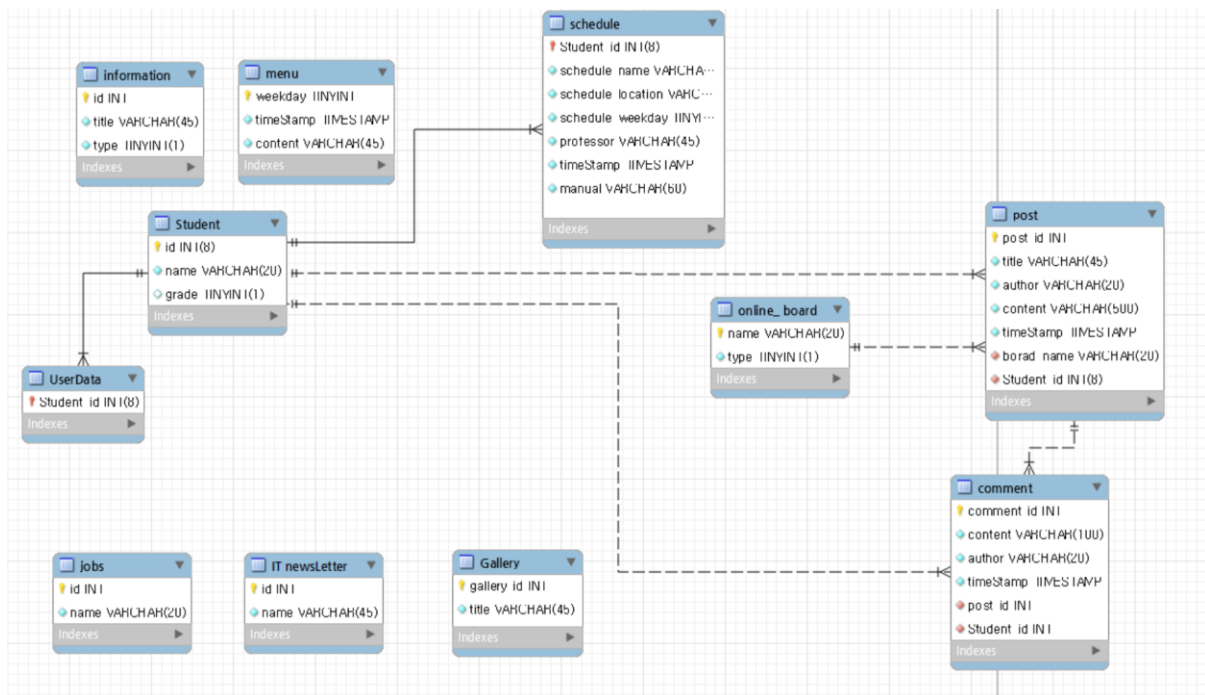 schedule
Student id INT(8)
schedule name VARCHA···
schedule location VARC···
schedule weekday TINYI···
professor VARCHAR(45)
timeStamp TIMESTAMP
manual VARCHAR(60)
Indexes
information
id INT
title VARCHAR(45)
type TINYINT(1)
Indexes
menu
weekday TINYINT
timeStamp TIMESTAMP
content VARCHAR(45)
Indexes
Student
id INT(8)
name VARCHAR(20)
grade TINYINT(1)
Indexes
post
post id INT
title VARCHAR(45)
author VARCHAR(20)
content VARCHAR(500)
timeStamp TIMESTAMP
borad name VARCHAR(20)
Student id INT(8)
Indexes
online_ board
name VARCHAR(20)
type TINYINT(1)
Indexes
UserData
Student id INT(8)
Indexes
comment
comment id INT
content VARCHAR(100)
author VARCHAR(20)
timeStamp TIMESTAMP
post id INT
Student id INT
Indexes
jobs
id INT
name VARCHAR(20)
Indexes
IT newsLetter
id INT
name VARCHAR(45)
Indexes
Gallery
gallery id INT
title VARCHAR(45)
Indexes